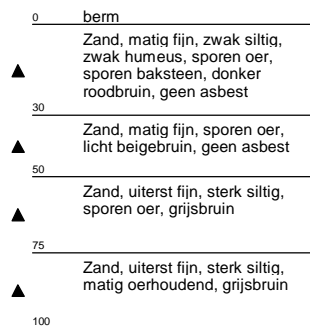 0 berm
Zand, matig fijn, zwak siltig,
zwak humeus, sporen oer,
sporen baksteen, donker
roodbruin, geen asbest
30
Zand, matig fijn, sporen oer,
licht beigebruin, geen asbest
50
Zand, uiterst fijn, sterk siltig,
sporen oer, grijsbruin
75
Zand, uiterst fijn, sterk siltig,
matig oerhoudend, grijsbruin
100